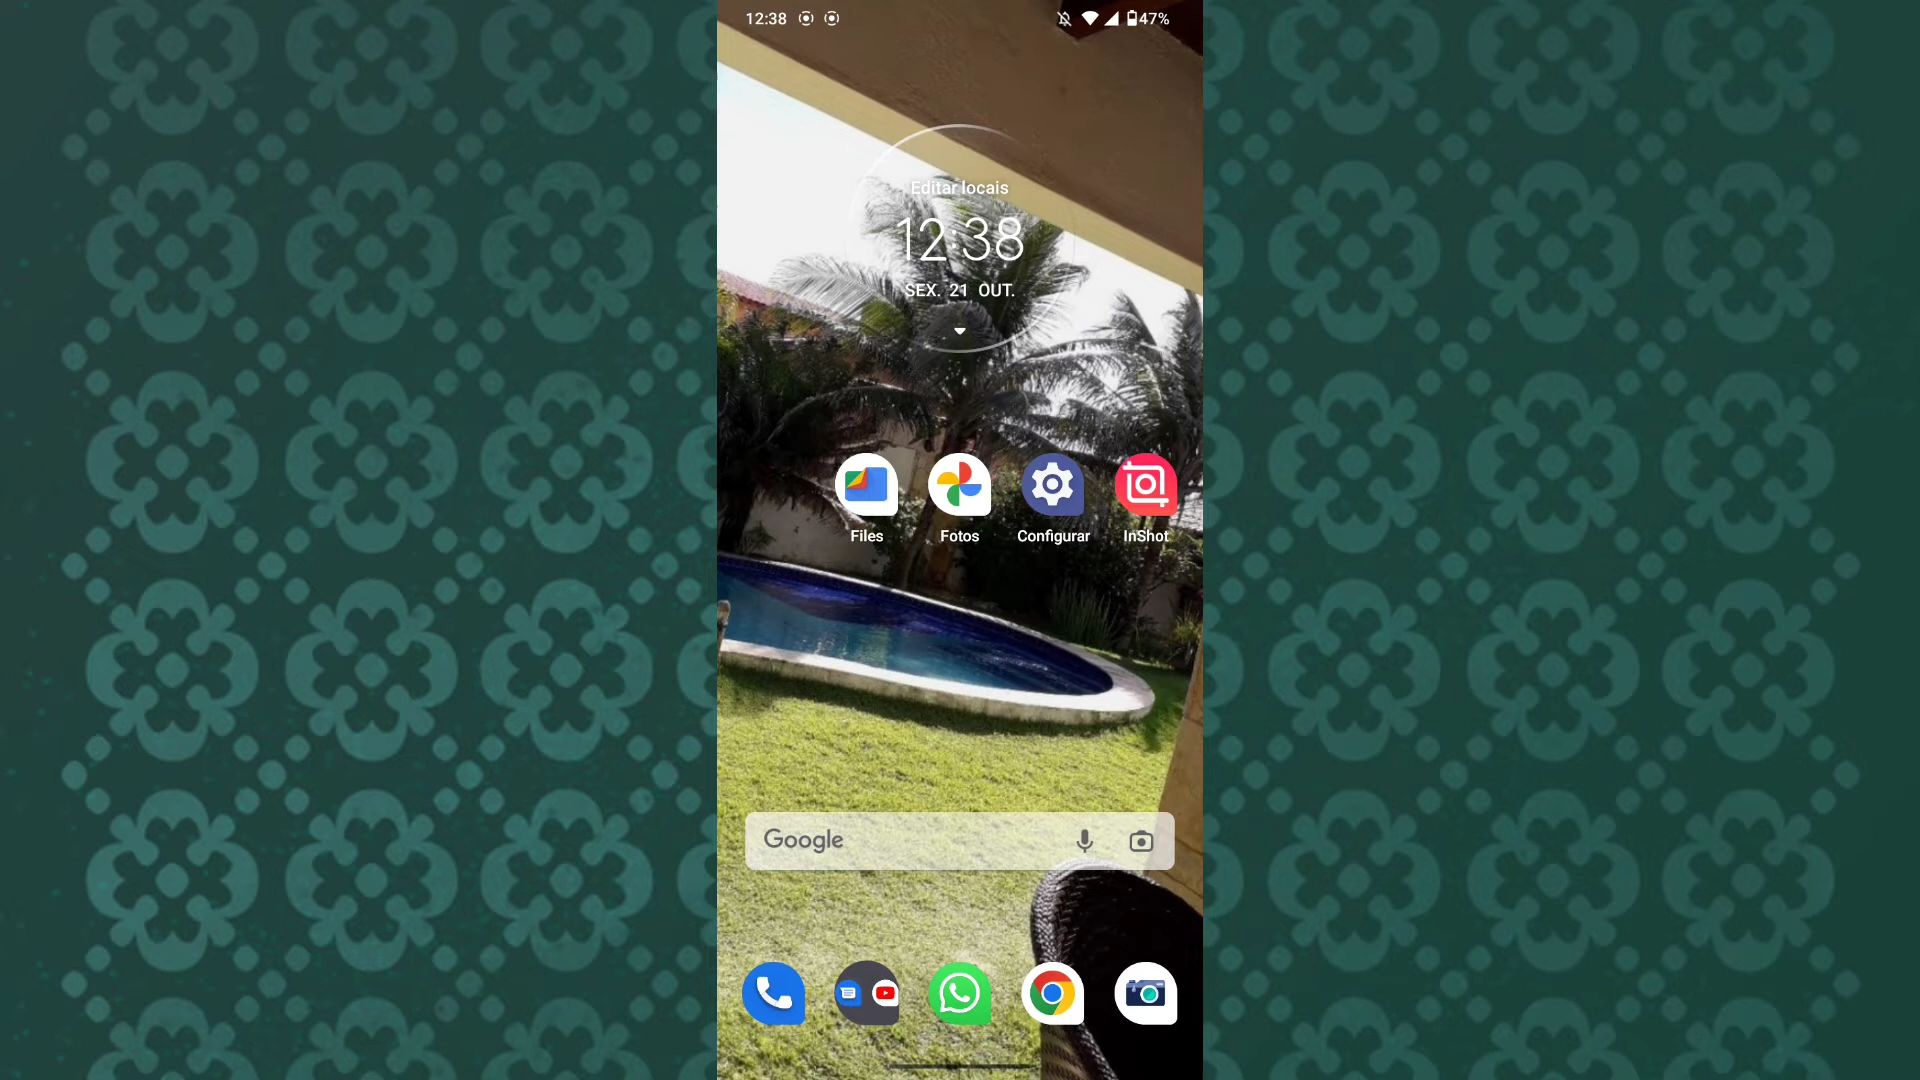 12:38 47%
Editar locais
12:38
SEX. 21 OUT.
Files Fotos Configurar InShot
Google